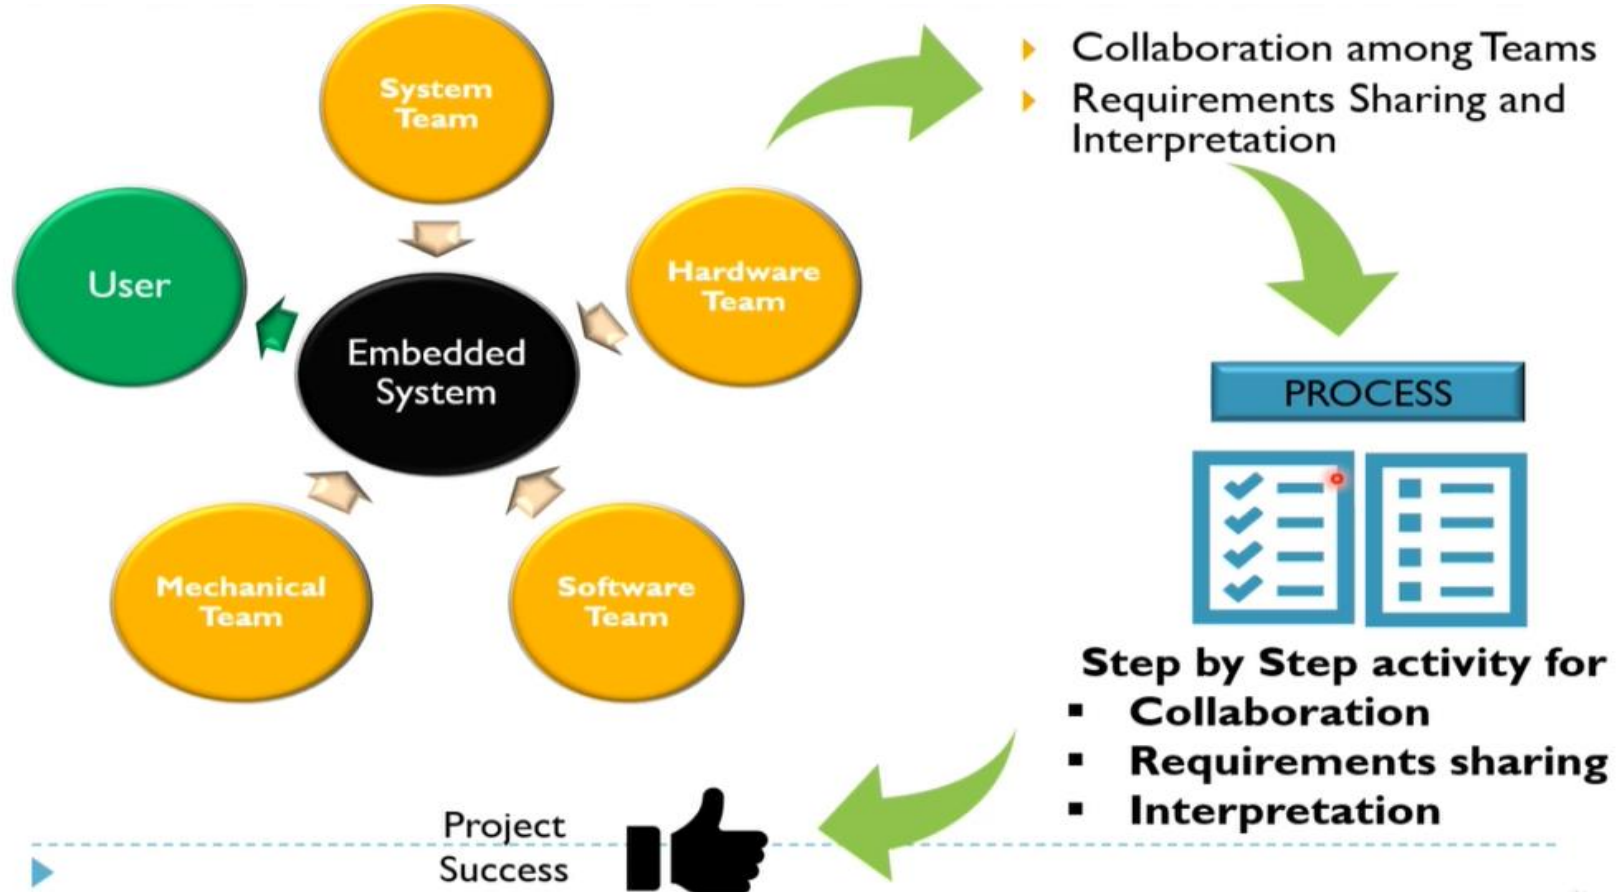 System
Team
User
Hardware
Team
Embedded
System
Mechanical
Team
Software
Team
Collaboration among Teams
Requirements Sharing and
Interpretation
PROCESS
Step by Step activity for
Collaboration
Requirements sharing
Interpretation
Project
Success